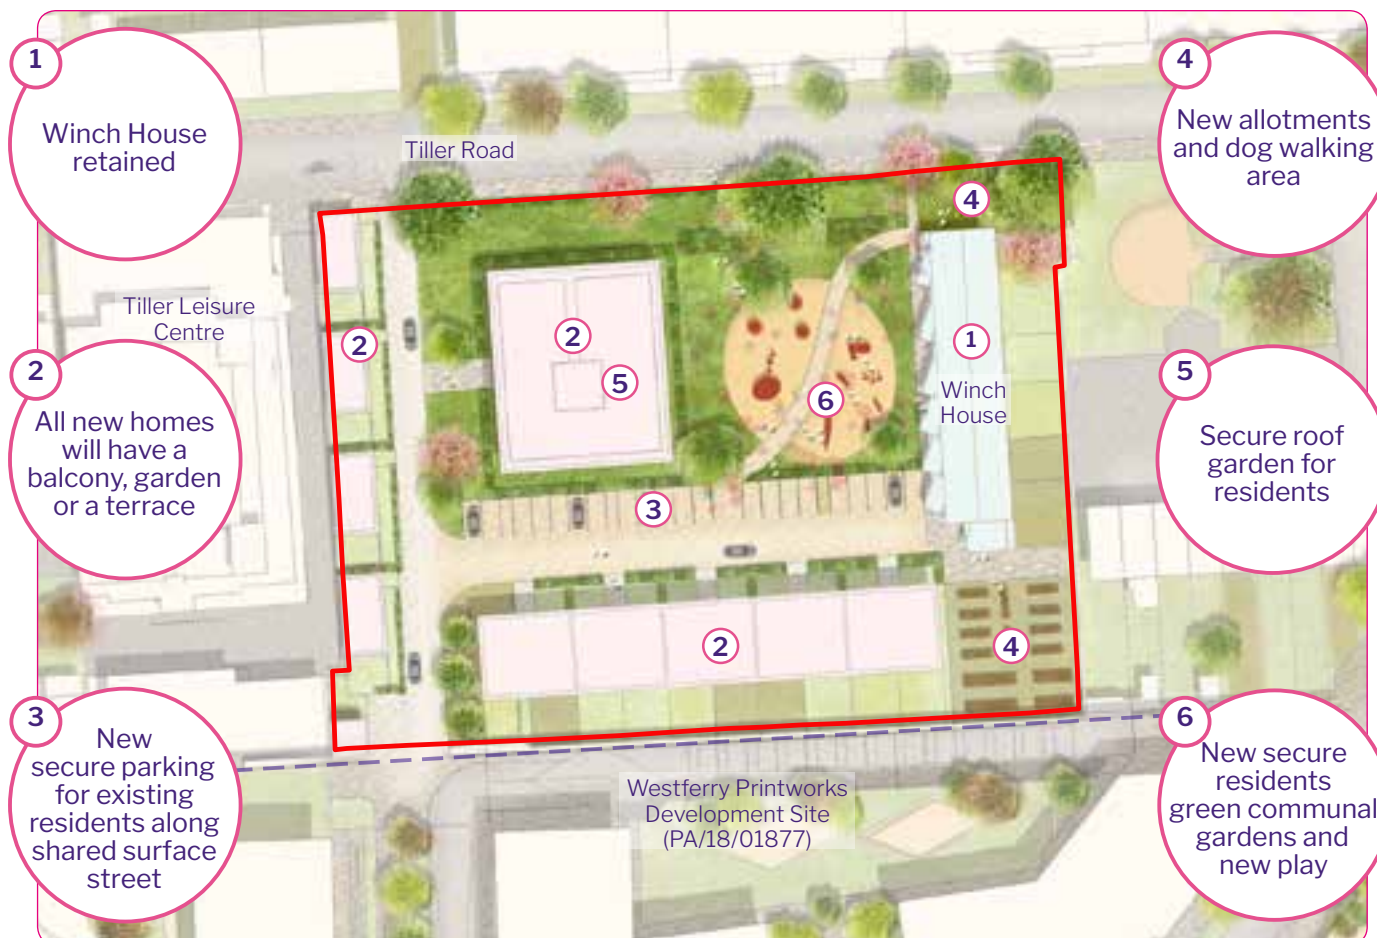 1
Winch House
retained
2
All new homes
will have a
balcony, garden
or a terrace
3
New
secure parking
for existing
residents along
shared surface
street
Tiller Road
Tiller Leisure
Centre
2
2
5
6
4
1
Winch
House
3
2
4
Westferry Printworks
Development Site
(PA/18/01877)
4
New allotments
and dog walking
area
5
Secure roof
garden for
residents
6
New secure
residents
green communal
gardens and
new play